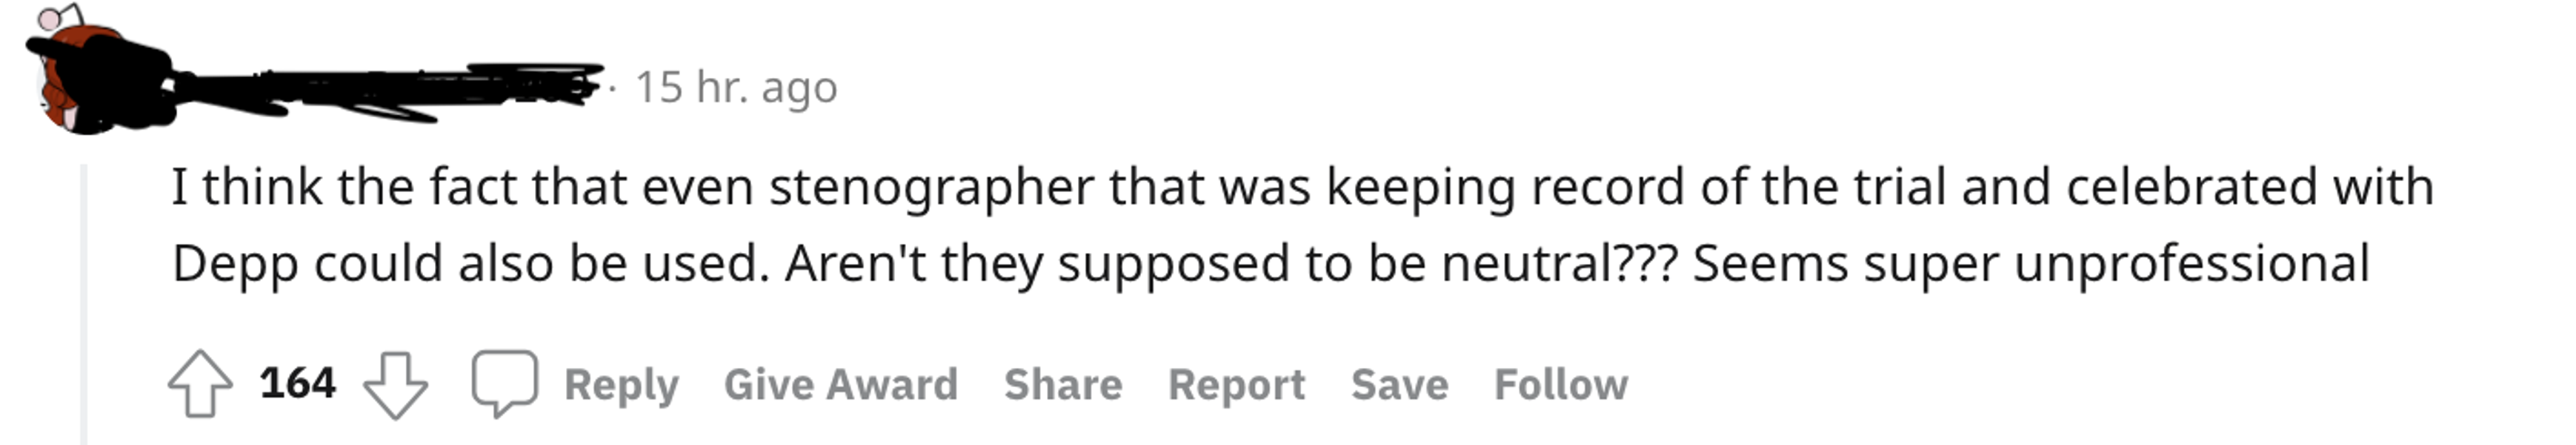 · 15 hr. ago
I think the fact that even stenographer that was keeping record of the trial and celebrated with
Depp could also be used. Aren't they supposed to be neutral??? Seems super unprofessional
164 Reply Give Award Share Report Save Follow